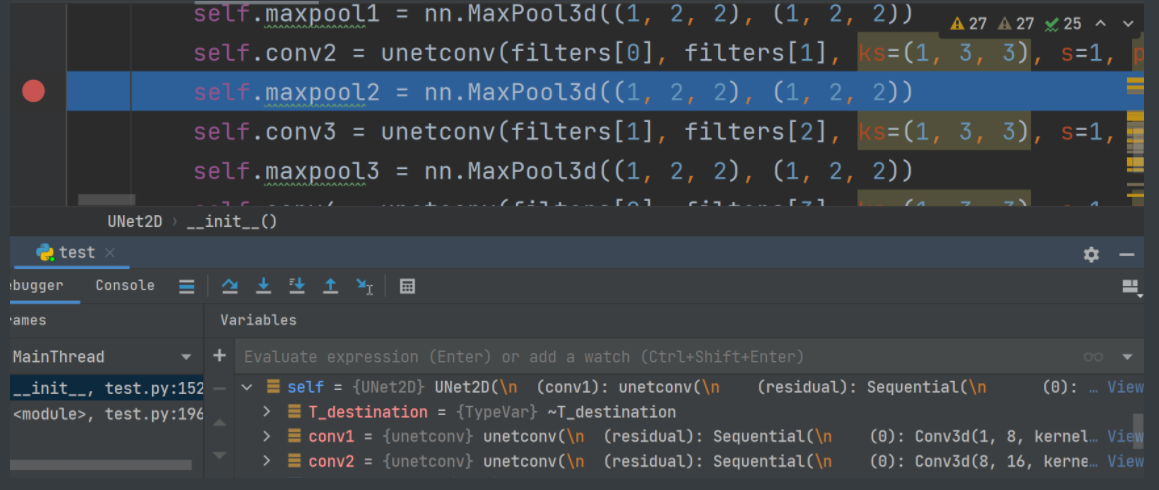 self.maxpool1 = nn.MaxPool3d((1, 2, 2), (1, 2, 2))
27 27 25
self.conv2 = unetconv(filters[0], filters[1], ks=(1, 3, 3), s=1, p
self.maxpool2 = nn.MaxPool3d((1, 2, 2), (1, 2, 2))
self.conv3 = unetconv(filters[1], filters[2], ks=(1, 3, 3), s=1,
self.maxpool3 = nn.MaxPool3d((1, 2, 2), (1, 2, 2))
UNet2D › __init__()
test ×
ebugger Console
ames Variables
MainThread
Evaluate expression (Enter) or add a watch (Ctrl+Shift+Enter)
__init__, test.py:152
self = {UNet2D} UNet2D(\n (conv1): unetconv(\n (residual): Sequential(\n (0): … View
<module>, test.py:196
T_destination = {TypeVar} ~T_destination
conv1 = {unetconv} unetconv(\n (residual): Sequential(\n (0): Conv3d(1, 8, kernel… View
conv2 = {unetconv} unetconv(\n (residual): Sequential(\n (0): Conv3d(8, 16, kerne… View